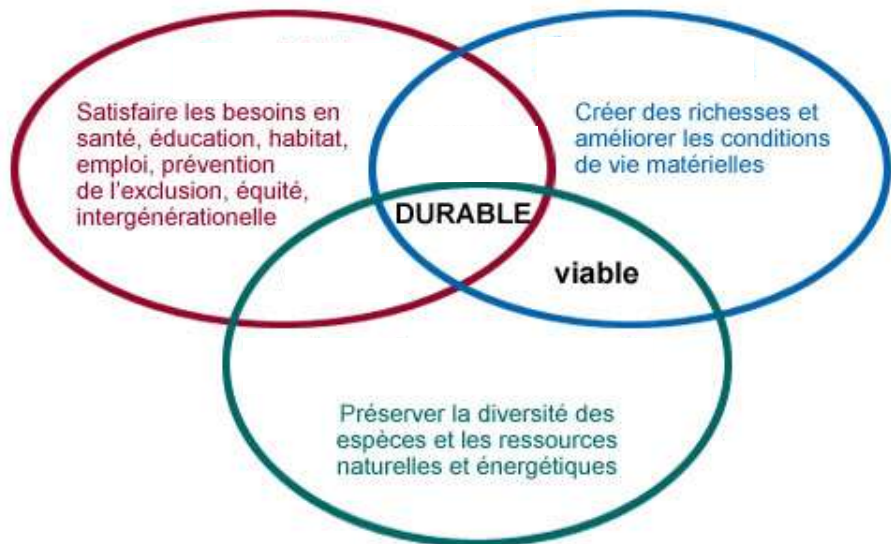 Satisfaire les besoins en
santé, éducation, habitat,
emploi, prévention
de l'exclusion, équité,
intergénérationelle
Créer des richesses et
améliorer les conditions
de vie matérielles
DURABLE
viable
Préserver la diversité des
espèces et les ressources
naturelles et énergétiques